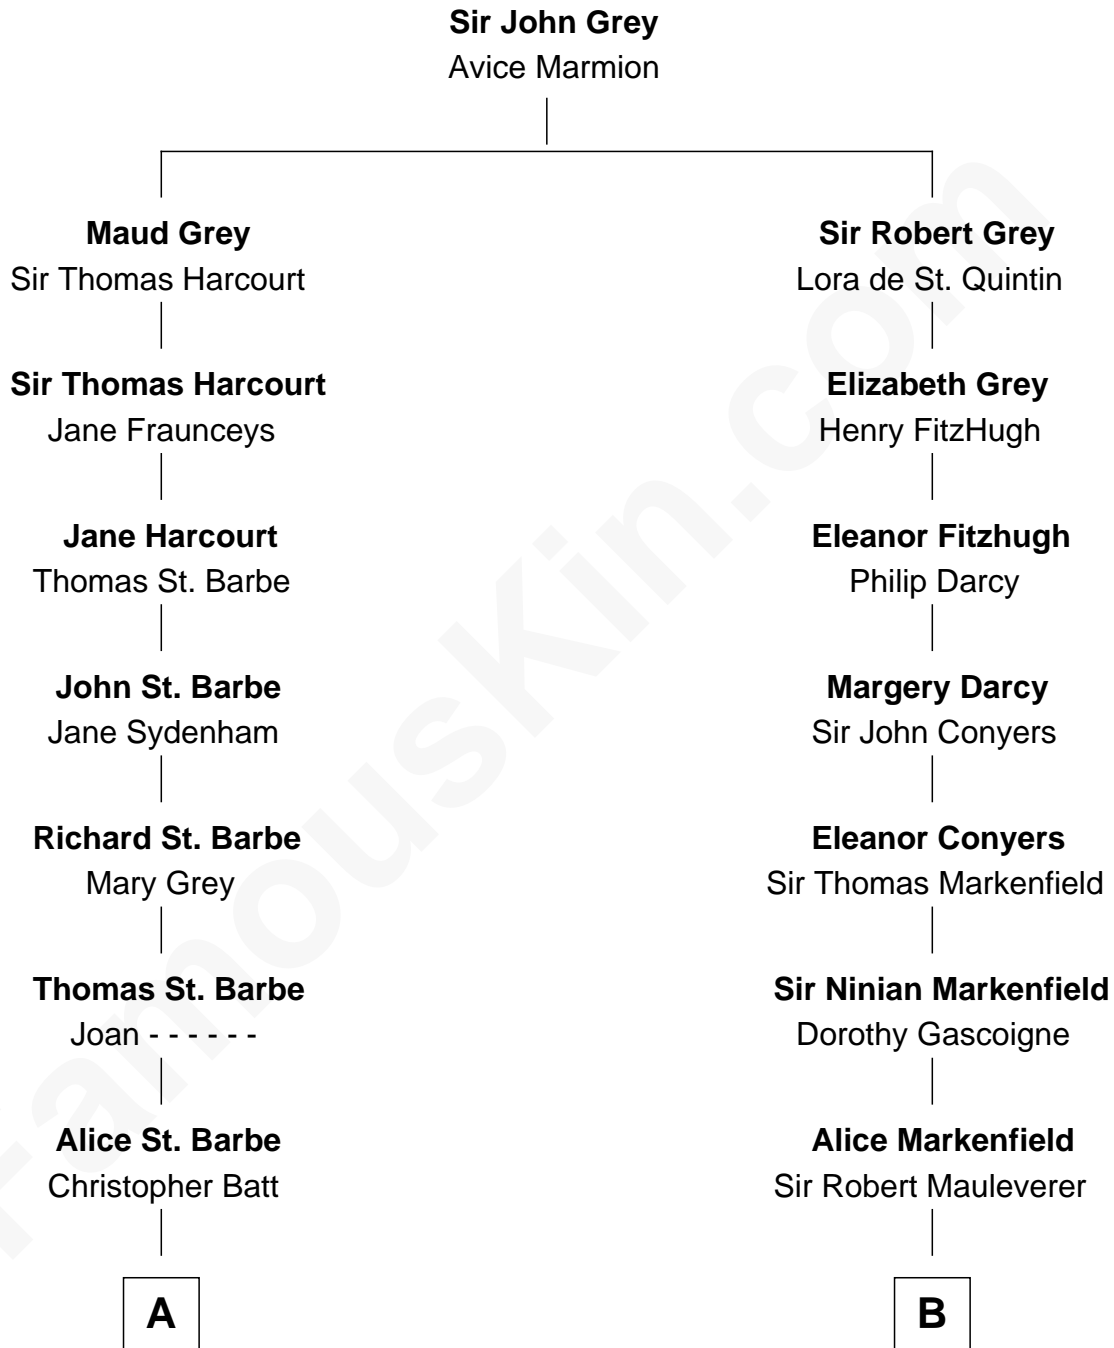 Sir John Grey
Avice Marmion
Maud Grey
Sir Thomas Harcourt
Sir Robert Grey
Lora de St. Quintin
Sir Thomas Harcourt
Jane Fraunceys
Elizabeth Grey
Henry FitzHugh
Jane Harcourt
Thomas St. Barbe
Eleanor Fitzhugh
Philip Darcy
John St. Barbe
Jane Sydenham
Margery Darcy
Sir John Conyers
Richard St. Barbe
Mary Grey
Eleanor Conyers
Sir Thomas Markenfield
Thomas St. Barbe
Joan - - - - - -
Sir Ninian Markenfield
Dorothy Gascoigne
Alice St. Barbe
Christopher Batt
Alice Markenfield
Sir Robert Mauleverer
A
B
FamousKin.com